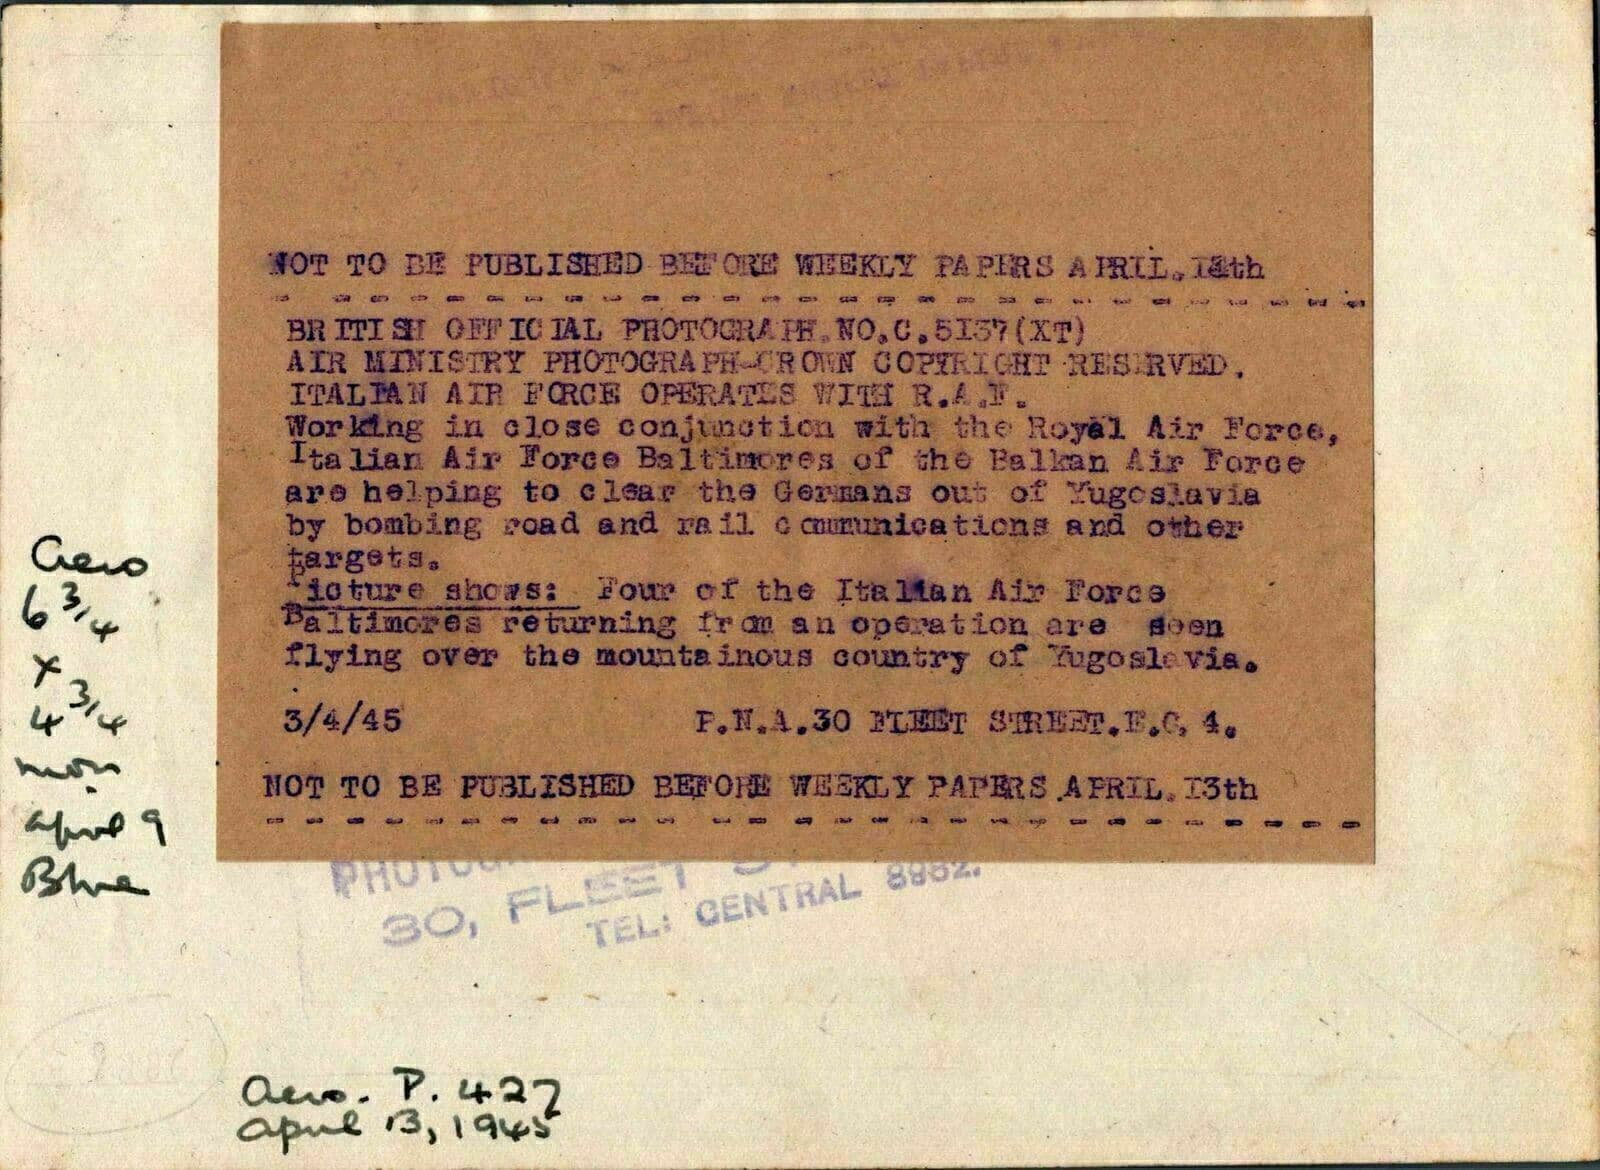 NOT TO BE PUBLISHED BEFORE WEEKLY PAPERS APRIL.13th
BRITISH OFFICIAL PHOTOGRAPH.NO.C.5137(XT)
AIR MINISTRY PHOTOGRAPH-CROWN COPYRIGHT RESERVED.
ITALIAN AIR FORCE OPERATES WITH R.A.F.
Working in close conjunction with the Royal Air Force,
Italian Air Force Baltimores of the Balkan Air Force
are helping to clear the Germans out of Yugoslavia
by bombing road and rail communications and other
targets.
Picture shows: Four of the Italian Air Force
Baltimores returning from an operation are seen
flying over the mountainous country of Yugoslavia.
3/4/45 P.N.A.30 FLEET STREET.E.C.4.
NOT TO BE PUBLISHED BEFORE WEEKLY PAPERS.APRIL.13th
30, FLEET
TEL: CENTRAL 8982.
Aero
6 3/4
x
4 3/4
mon
april 9
Blue
Aero. P. 427
April 13, 1945